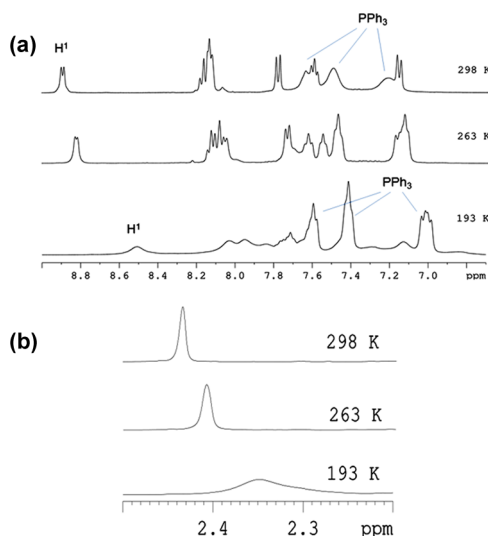 (a)
H¹
PPh₃
298 K
263 K
PPh₃
H¹
193 K
8.8 8.6 8.4 8.2 8.0 7.8 7.6 7.4 7.2 7.0 ppm
(b)
298 K
263 K
193 K
2.4 2.3 ppm